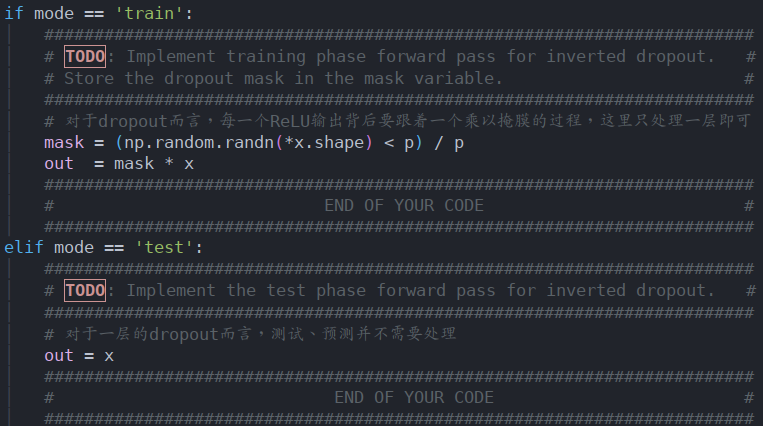 if mode == 'train':
#######################################################################
# TODO: Implement training phase forward pass for inverted dropout.   #
# Store the dropout mask in the mask variable.                        #
#######################################################################
# 对于dropout而言，每一个ReLU输出背后要跟着一个乘以掩膜的过程，这里只处理一层即可
mask = (np.random.randn(*x.shape) < p) / p
out  = mask * x
#######################################################################
#                           END OF YOUR CODE                          #
#######################################################################
elif mode == 'test':
#######################################################################
# TODO: Implement the test phase forward pass for inverted dropout.   #
#######################################################################
# 对于一层的dropout而言，测试、预测并不需要处理
out = x
#######################################################################
#                            END OF YOUR CODE                         #
#######################################################################